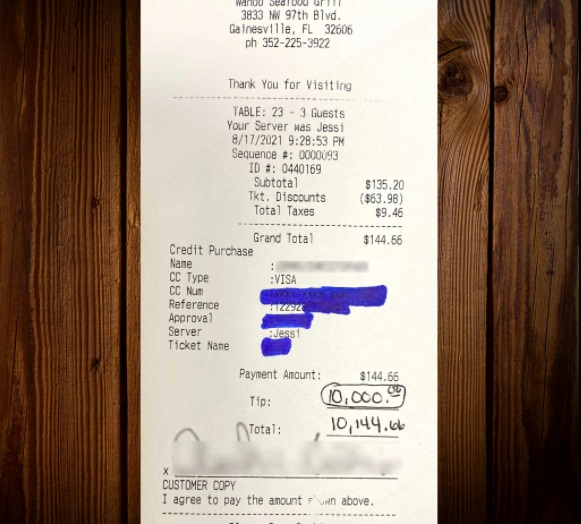 Wahoo Seafood Grill
3833 NW 97th Blvd.
Gainesville, FL 32606
ph 352-225-3922
Thank You for Visiting
TABLE: 23 - 3 Guests
Your Server was Jessi
8/17/2021 9:28:53 PM
Sequence #: 0000093
ID #: 0440169
Subtotal $135.20
Tkt. Discounts ($63.98)
Total Taxes $9.46
Grand Total $144.66
Credit Purchase
Name :
CC Type :VISA
CC Num
Reference :12292
Approval
Server :Jessi
Ticket Name
Payment Amount: $144.66
Tip: 10,000.00
Total: 10,144.66
x
CUSTOMER COPY
I agree to pay the amount shown above.